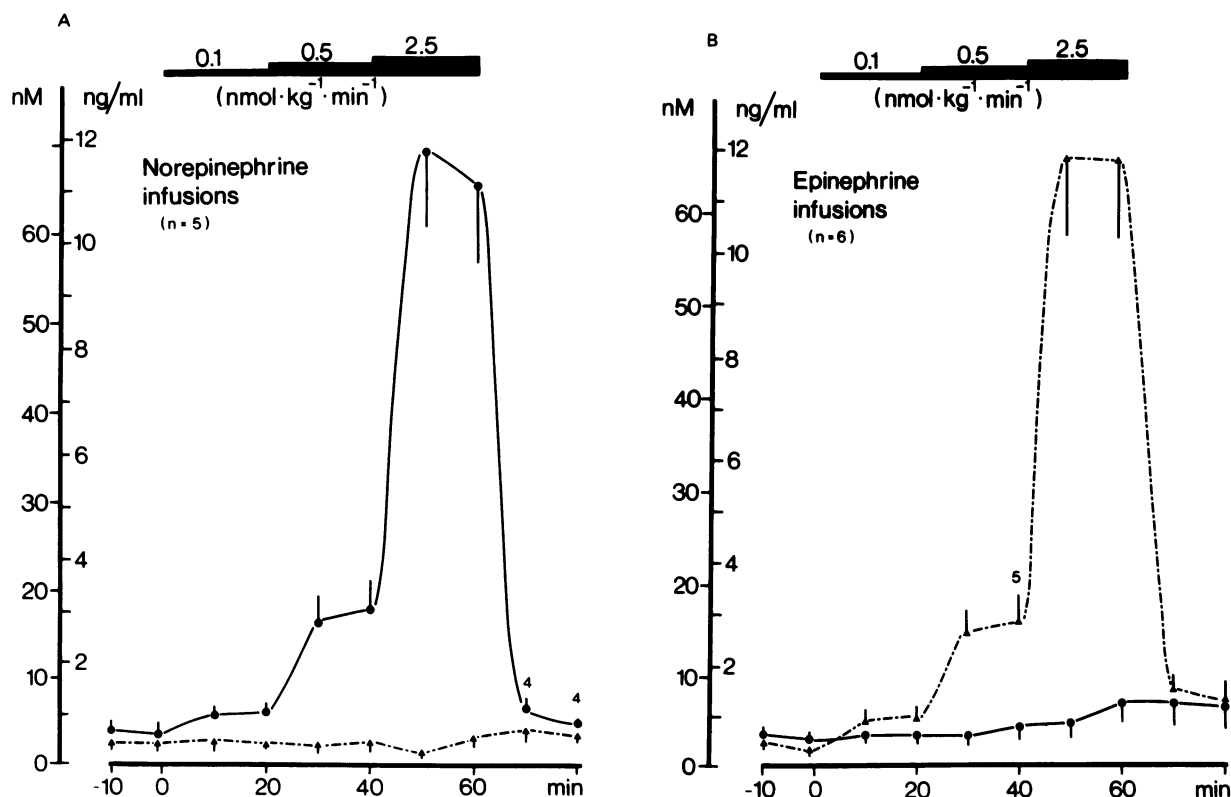 A
0.1 0.5 2.5
(nmol·kg⁻¹·min⁻¹)
nM ng/ml
Norepinephrine
infusions
(n=5)
12
60
10
50
8
40
6
30
4
20
2
10
0
4 4
-10 0 20 40 60 min
B
0.1 0.5 2.5
(nmol·kg⁻¹·min⁻¹)
nM ng/ml
Epinephrine
infusions
(n=6)
12
60
10
50
8
40
6
30
4
20
2
10
0
5
-10 0 20 40 60 min